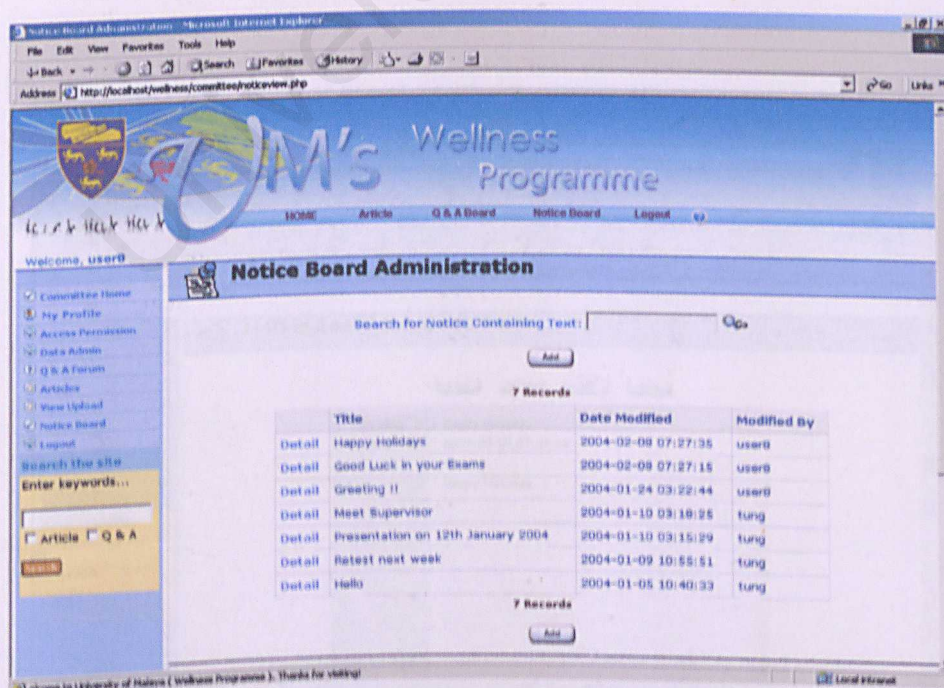 Notice Board Administration - Microsoft Internet Explorer
File Edit View Favorites Tools Help
Back Search Favorites History
Address http://localhost/wellness/committee/noticeview.php Go Links
UM's Wellness Programme
HOME Article Q & A Board Notice Board Logout
Welcome, user0
Committee Home
My Profile
Access Permission
Data Admin
Q & A Forum
Articles
View Upload
Notice Board
Logout
Search the site
Enter keywords...
Article Q & A
Search
Notice Board Administration
Search for Notice Containing Text: Go
Add
7 Records
Title Date Modified Modified By
Detail Happy Holidays 2004-02-08 07:27:35 user0
Detail Good Luck in your Exams 2004-02-08 07:27:15 user0
Detail Greeting !! 2004-01-24 03:22:44 user0
Detail Meet Supervisor 2004-01-10 03:18:25 tung
Detail Presentation on 12th January 2004 2004-01-10 03:15:29 tung
Detail Retest next week 2004-01-09 10:55:51 tung
Detail Hello 2004-01-05 10:40:33 tung
7 Records
Add
to University of Malaya ( Wellness Programme ). Thanks for visiting!
Local intranet